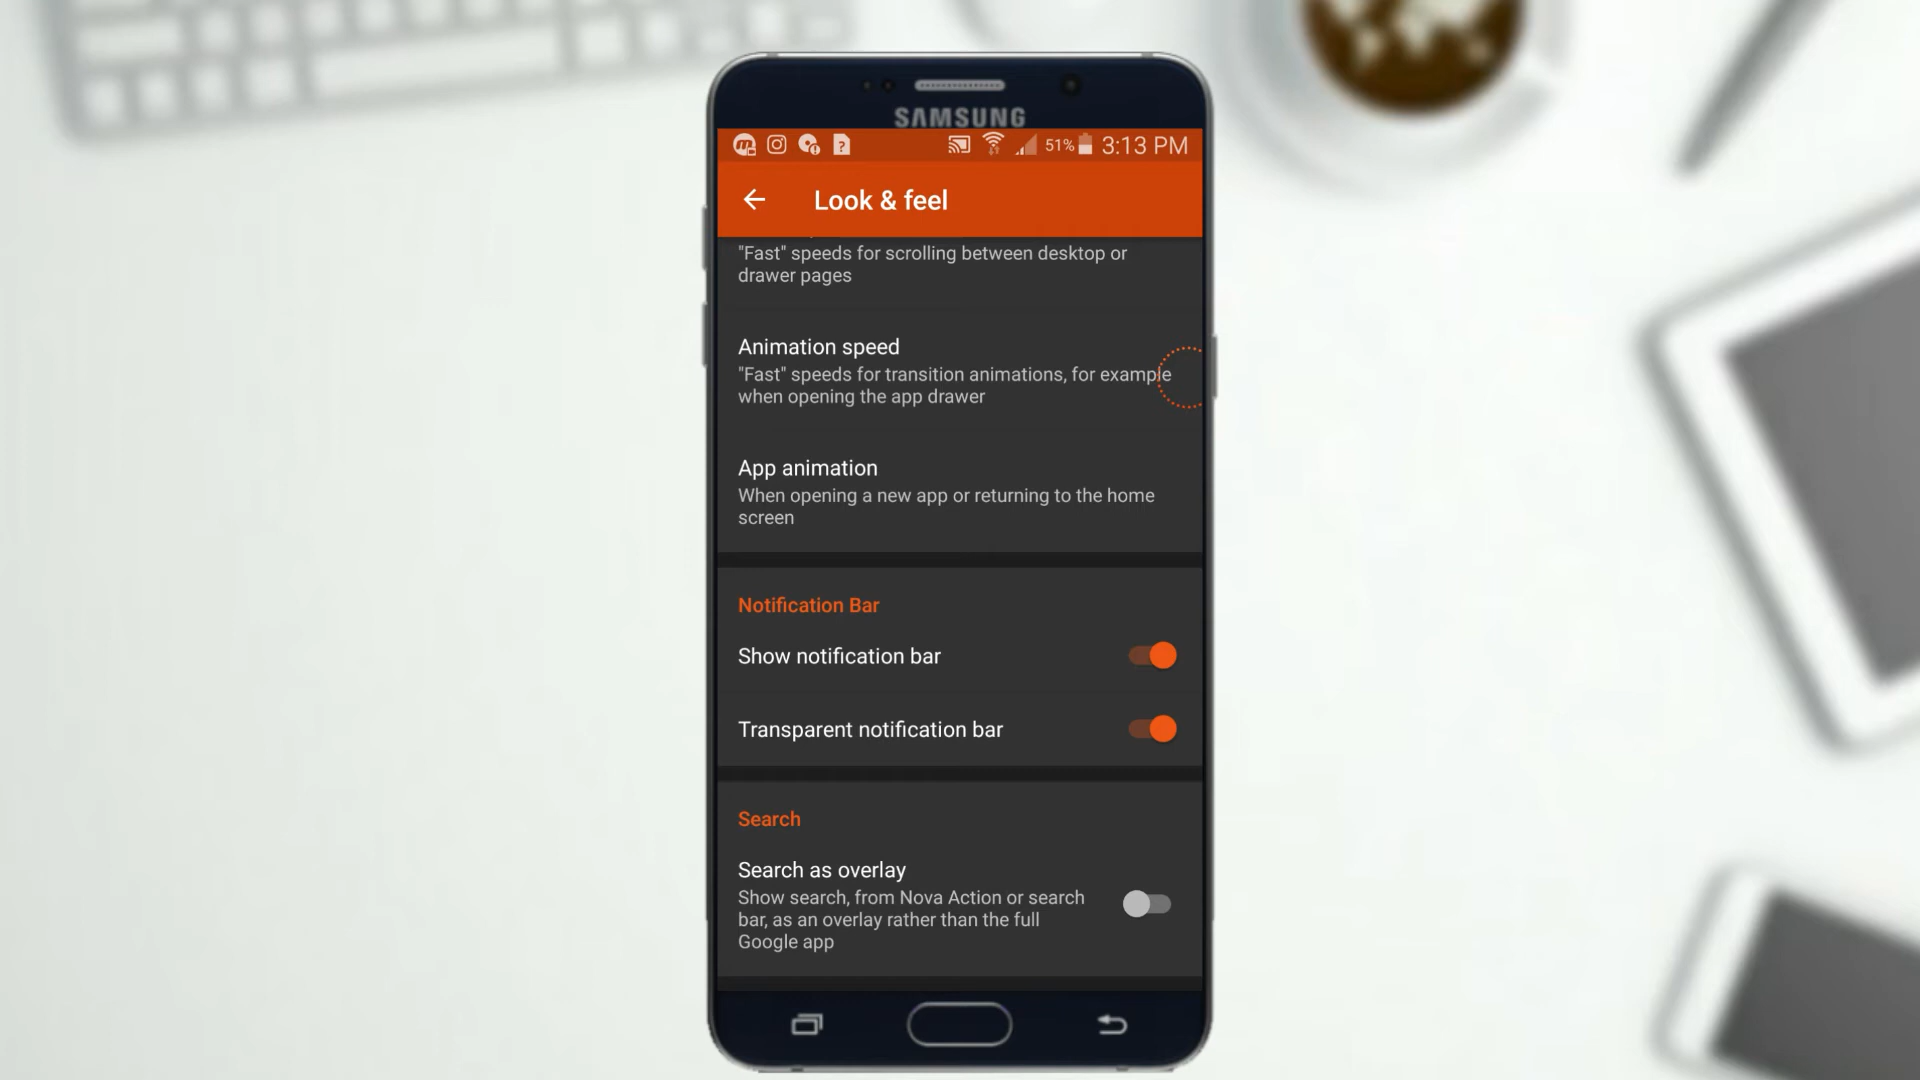 SAMSUNG
51% 3:13 PM
Look & feel
"Fast" speeds for scrolling between desktop or
drawer pages
Animation speed
"Fast" speeds for transition animations, for example
when opening the app drawer
App animation
When opening a new app or returning to the home
screen
Notification Bar
Show notification bar
Transparent notification bar
Search
Search as overlay
Show search, from Nova Action or search
bar, as an overlay rather than the full
Google app